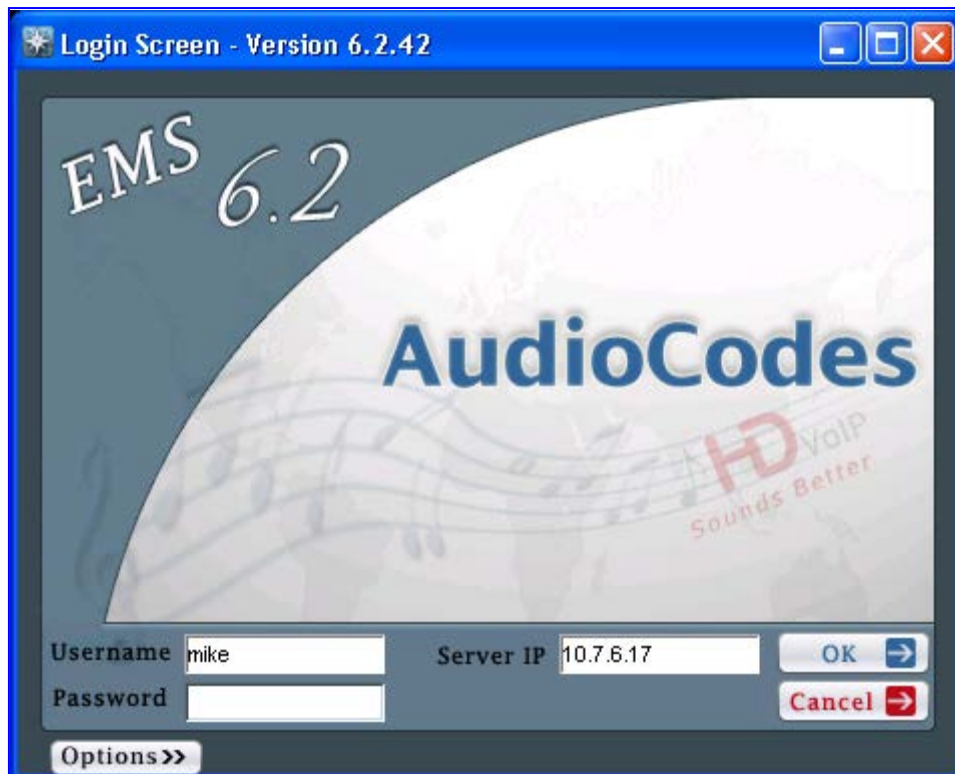 Login Screen - Version 6.2.42
EMS 6.2
AudioCodes
HD VoIP
Sounds Better
Username mike Server IP 10.7.6.17 OK
Password Cancel
Options>>